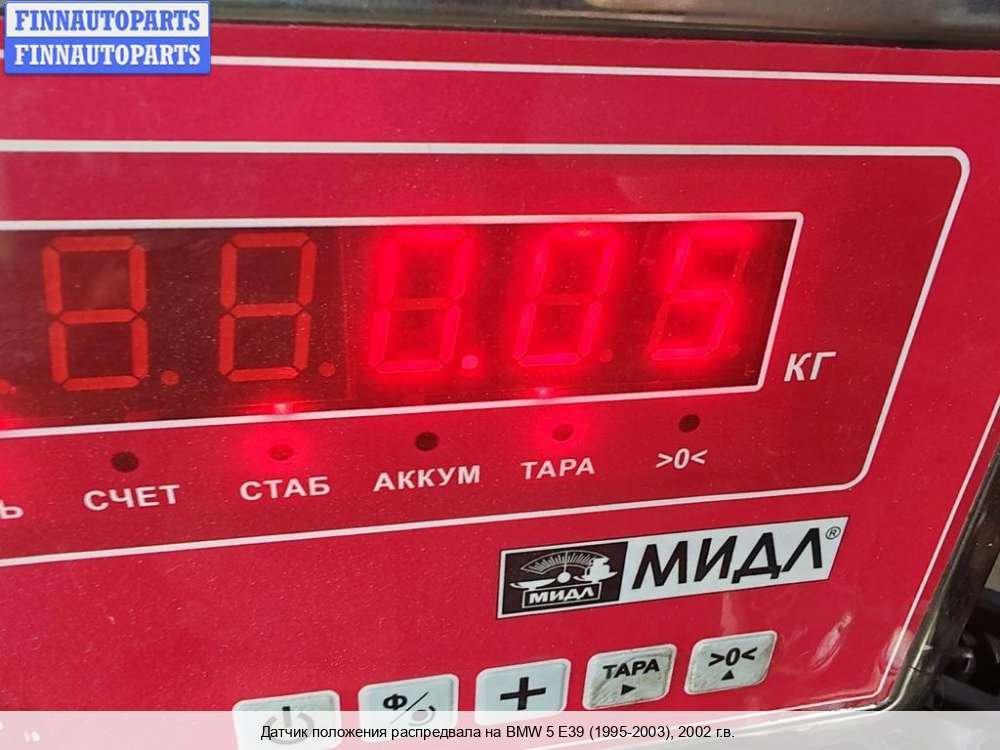 FINNAUTOPARTS
FINNAUTOPARTS
0.05
КГ
Ь СЧЕТ СТАБ АККУМ ТАРА >0<
МИДЛ МИДЛ®
Ф/ + ТАРА >0<
Датчик положения распредвала на BMW 5 E39 (1995-2003), 2002 г.в.